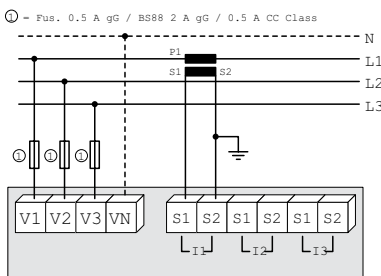 ① - Fus. 0.5 A gG / BS88 2 A gG / 0.5 A CC Class
N
P1
L1
S1 S2
L2
L3
① ① ①
V1 V2 V3 VN S1 S2 S1 S2 S1 S2
I1 I2 I3